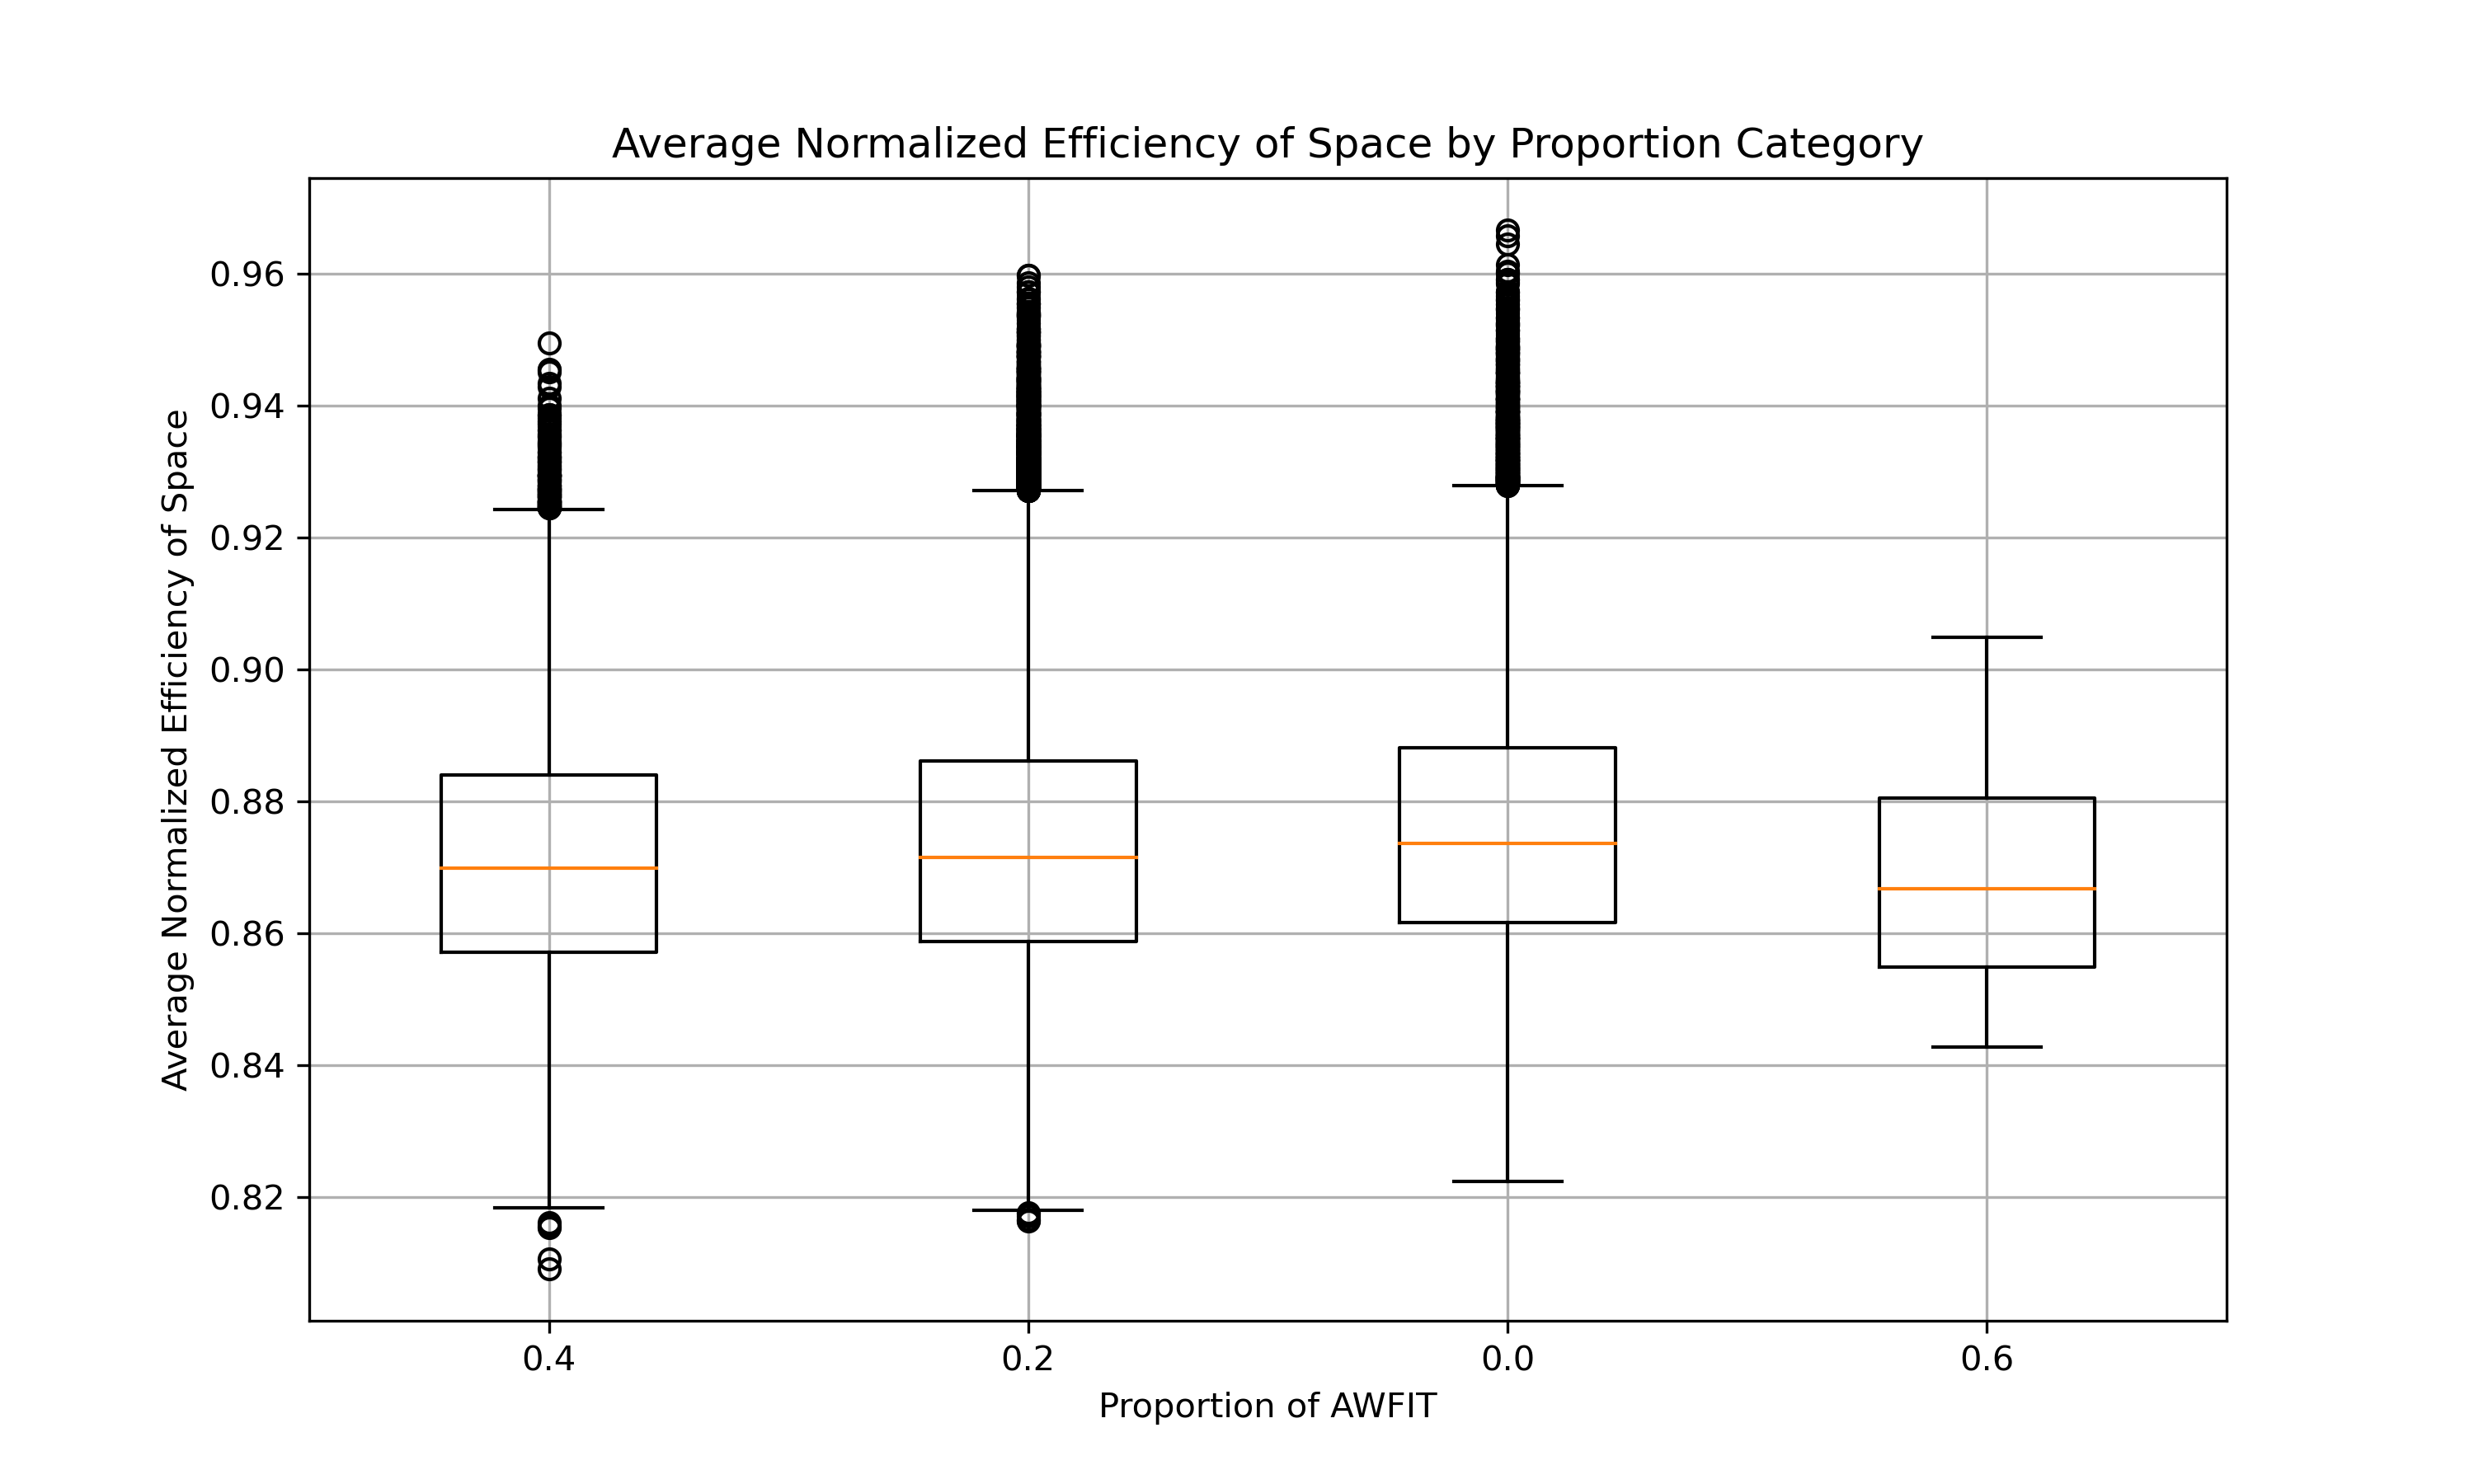 Average Normalized Efficiency of Space by Proportion Category
Average Normalized Efficiency of Space
0.96
0.94
0.92
0.90
0.88
0.86
0.84
0.82
0.4 0.2 0.0 0.6
Proportion of AWFIT